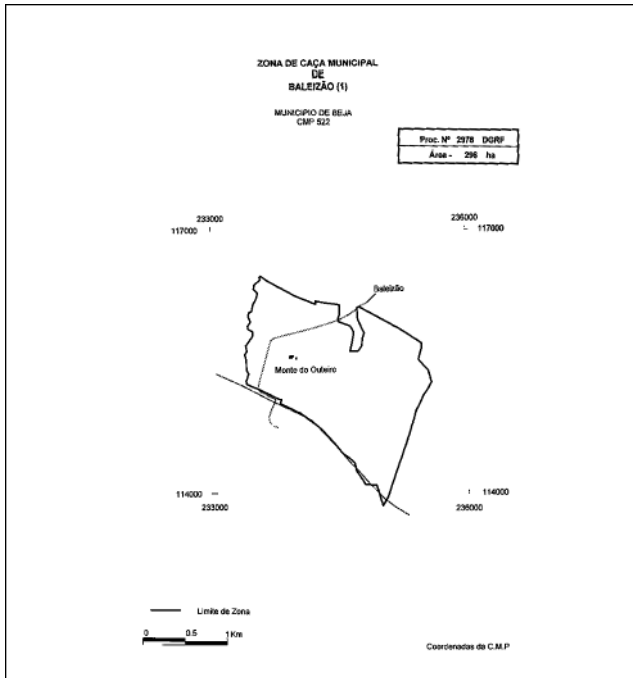 ZONA DE CAÇA MUNICIPAL
DE
BALEIZÃO (1)
MUNICIPIO DE BEJA
CMP 522
Proc. Nº 2978 DGRF
Área - 296 ha
233000
236000
117000
117000
Baleizão
Monte do Outeiro
114000
114000
233000
236000
Limite de Zona
0 0.5 1 Km
Coordenadas da C.M.P